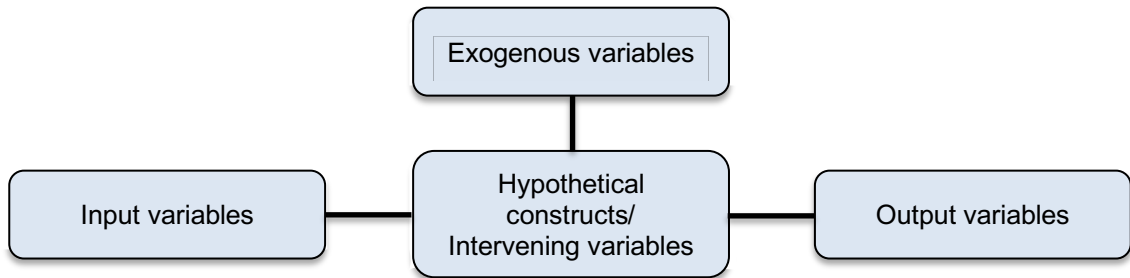 Exogenous variables
Input variables
Hypothetical
constructs/
Intervening variables
Output variables